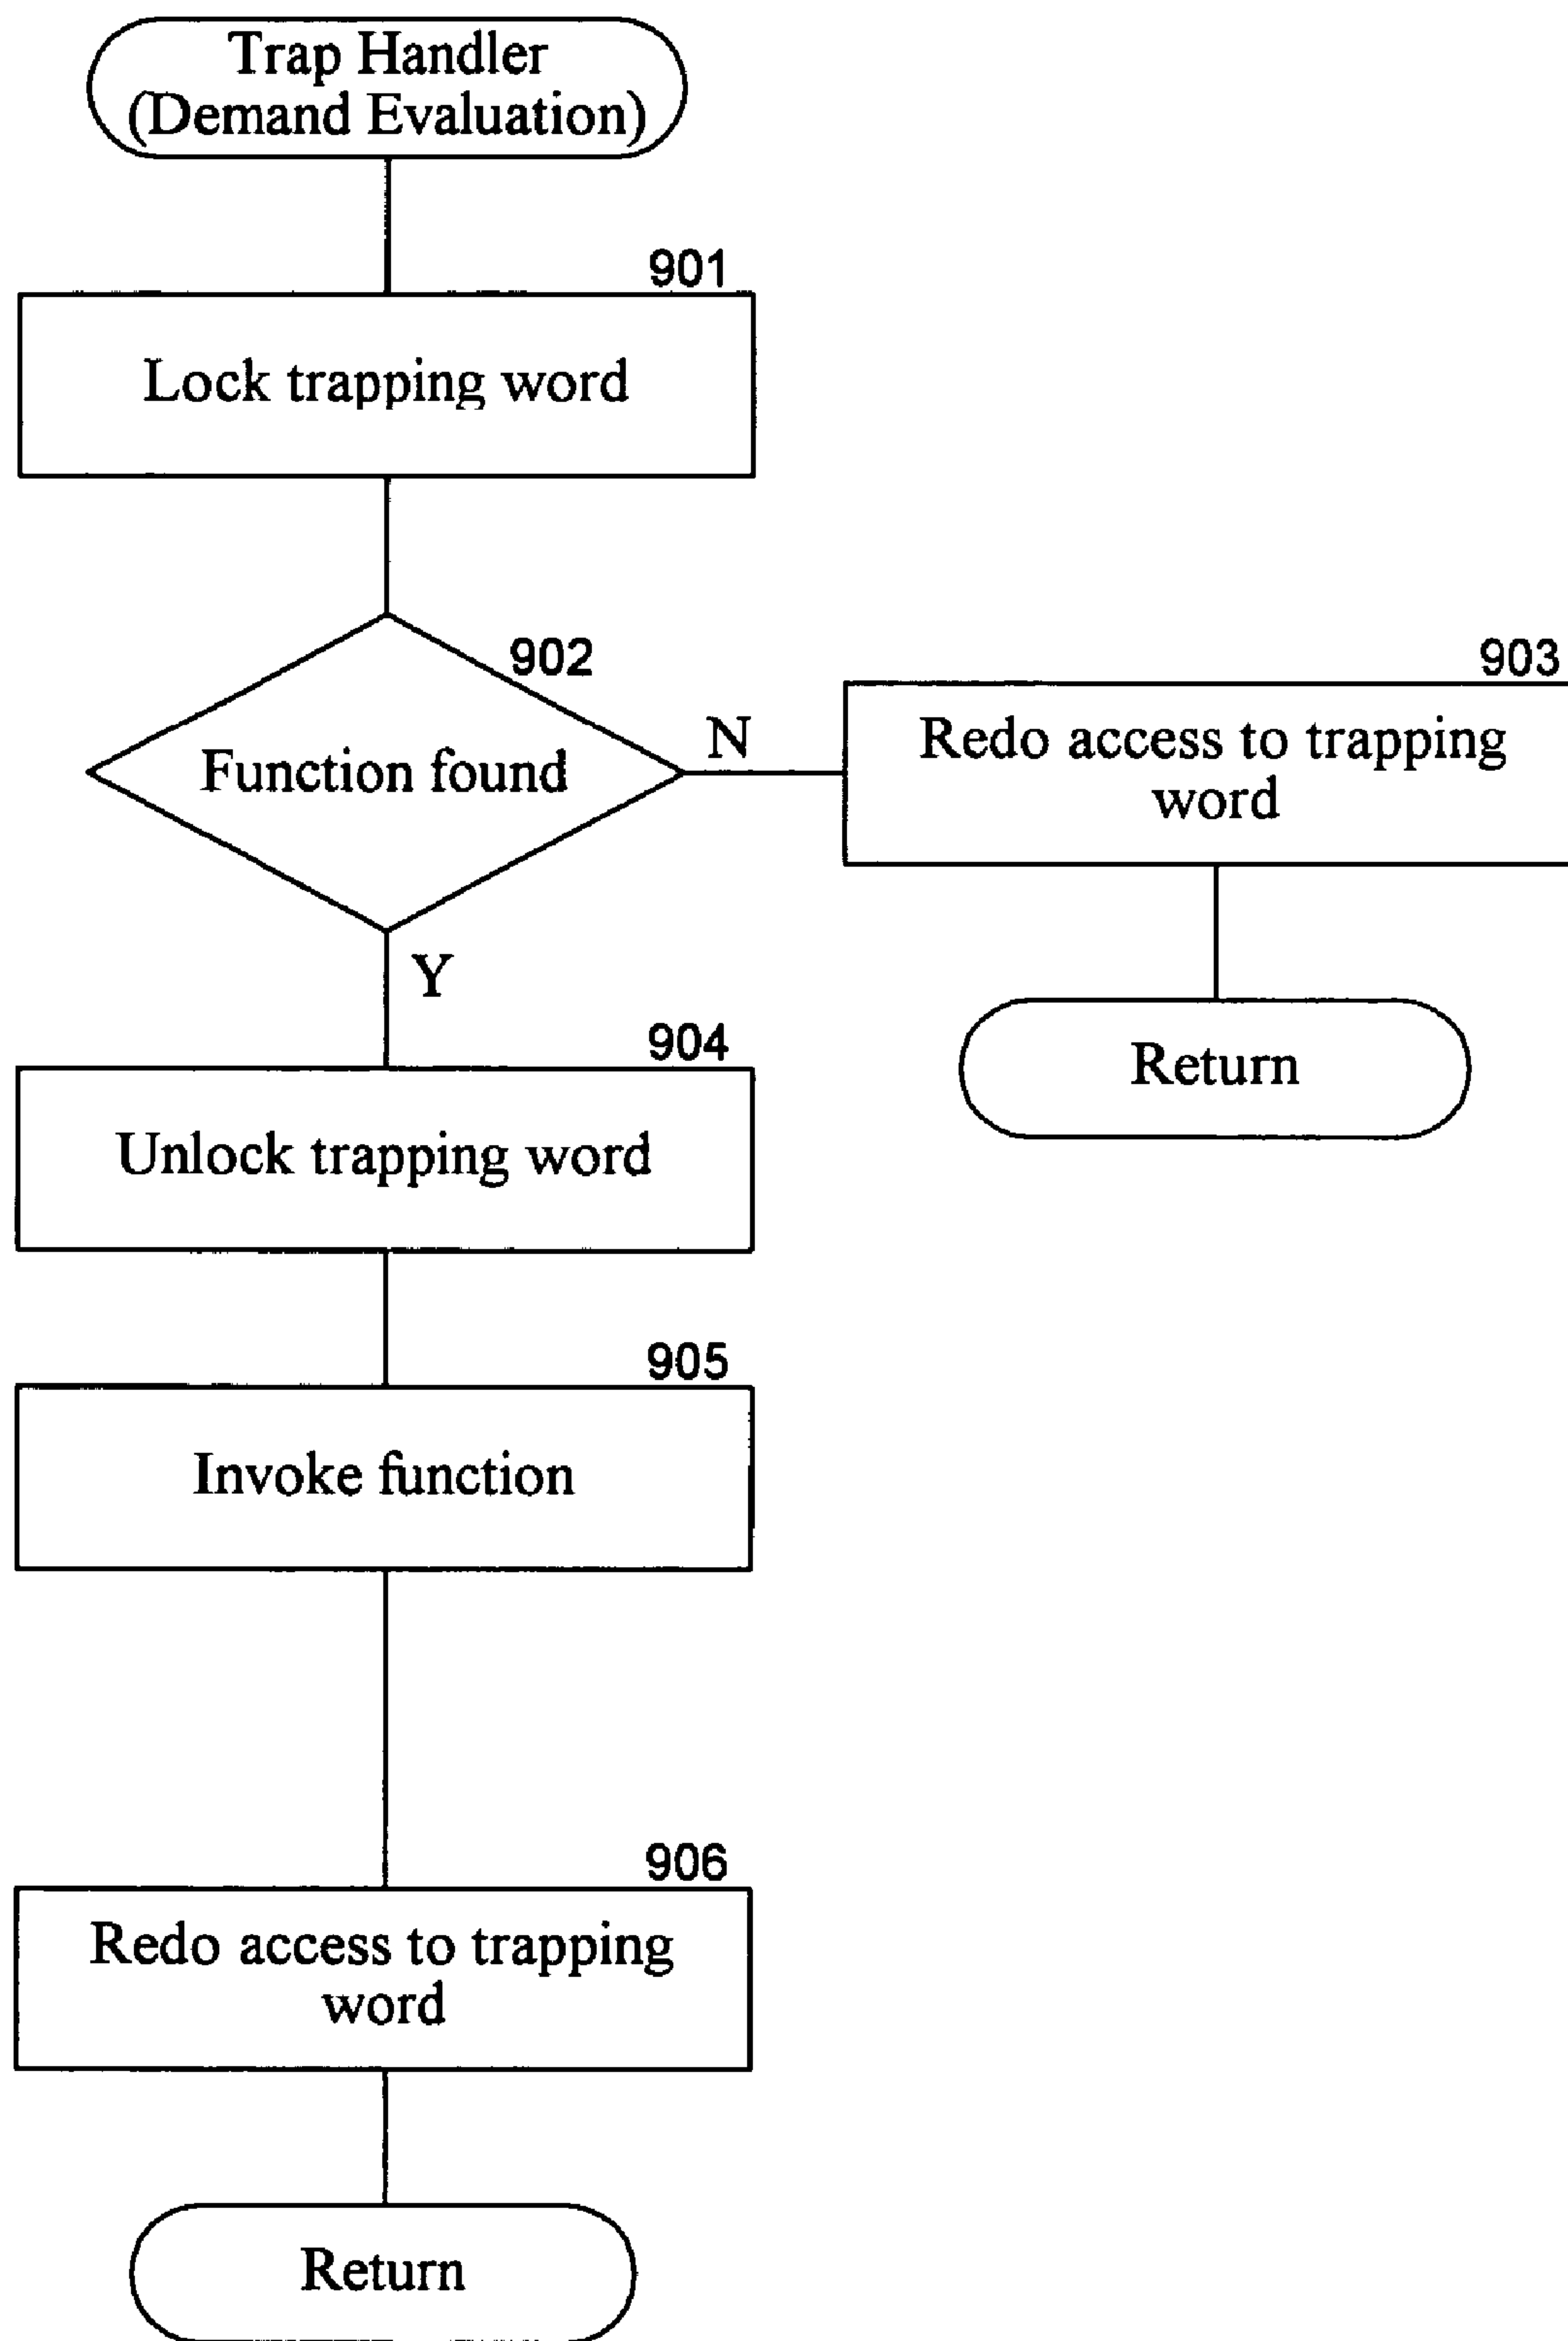 Trap Handler
(Demand Evaluation)
901
Lock trapping word
902
Function found
N
903
Redo access to trapping
word
Return
Y
904
Unlock trapping word
905
Invoke function
906
Redo access to trapping
word
Return